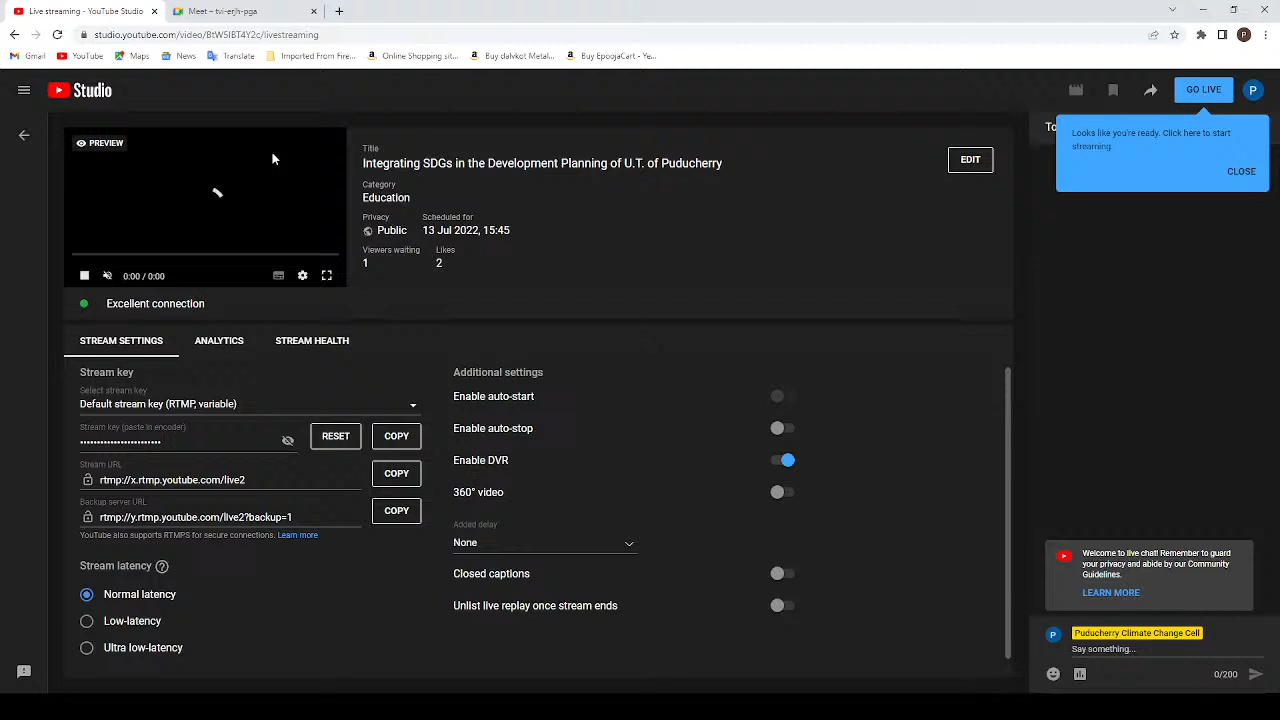 Live streaming - YouTube Studio
Meet – tvi-erjh-pga
studio.youtube.com/video/BtW5IBT4Y2c/livestreaming
P
Gmail
YouTube
Maps
News
Translate
Imported From Fire...
Online Shopping sit...
Buy dalvkot Metal...
Buy EpoojaCart - Ye...
Studio
GO LIVE
P
PREVIEW
0:00 / 0:00
Excellent connection
Title
Integrating SDGs in the Development Planning of U.T. of Puducherry
Category
Education
Privacy
Public
Scheduled for
13 Jul 2022, 15:45
Viewers waiting
1
Likes
2
EDIT
To
Looks like you're ready. Click here to start
streaming.
CLOSE
STREAM SETTINGS
ANALYTICS
STREAM HEALTH
Stream key
Select stream key
Default stream key (RTMP, variable)
Stream key (paste in encoder)
RESET
COPY
Stream URL
rtmp://x.rtmp.youtube.com/live2
COPY
Backup server URL
rtmp://y.rtmp.youtube.com/live2?backup=1
COPY
YouTube also supports RTMPS for secure connections. Learn more
Stream latency
Normal latency
Low-latency
Ultra low-latency
Additional settings
Enable auto-start
Enable auto-stop
Enable DVR
360° video
Added delay
None
Closed captions
Unlist live replay once stream ends
Welcome to live chat! Remember to guard
your privacy and abide by our Community
Guidelines.
LEARN MORE
P
Puducherry Climate Change Cell
Say something...
0/200